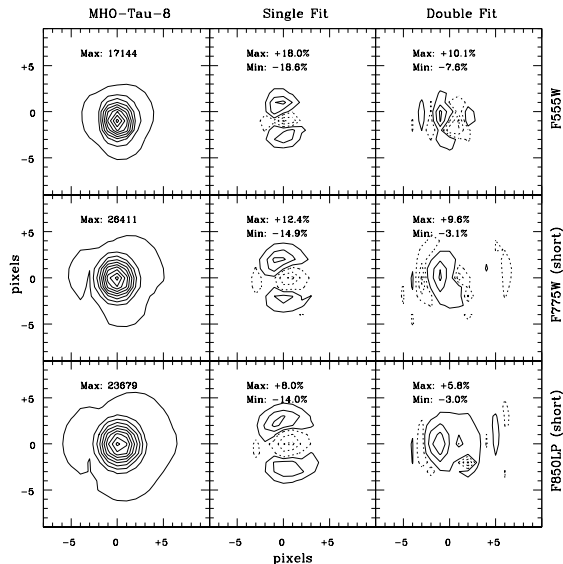 MHO-Tau-8 Single Fit Double Fit
Max: 17144 Max: +18.0% Max: +10.1%
Min: -18.6% Min: -7.6%
+5
0
-5
F555W
Max: 26411 Max: +12.4% Max: +9.6%
Min: -14.9% Min: -3.1%
+5
0
-5
pixels
F775W (short)
Max: 23679 Max: +8.0% Max: +5.8%
Min: -14.0% Min: -3.0%
+5
0
-5
F850LP (short)
-5 0 +5 -5 0 +5 -5 0 +5
pixels